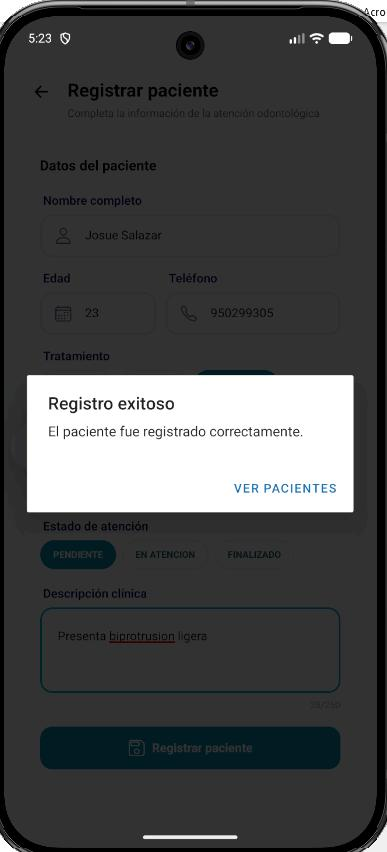 Acro
5:23
Registrar paciente
Completa la información de la atención odontológica
Datos del paciente
Nombre completo
Josue Salazar
Edad
Teléfono
23
950299305
Tratamiento
Registro exitoso
El paciente fue registrado correctamente.
VER PACIENTES
Estado de atención
PENDIENTE
EN ATENCION
FINALIZADO
Descripción clínica
Presenta biprotrusion ligera
Registrar paciente